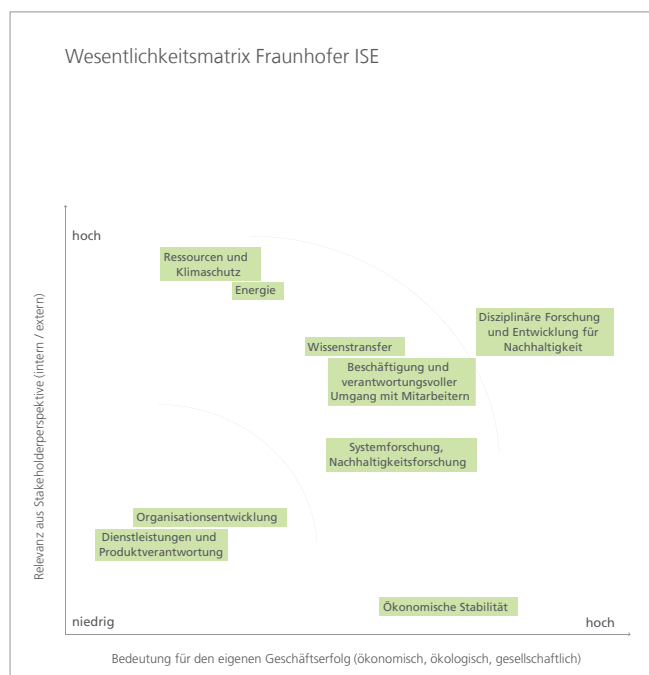 Wesentlichkeitsmatrix Fraunhofer ISE
Relevanz aus Stakeholderperspektive (intern / extern)
hoch
Ressourcen und
Klimaschutz
Energie
Disziplinäre Forschung
und Entwicklung für
Nachhaltigkeit
Wissenstransfer
Beschäftigung und
verantwortungsvoller
Umgang mit Mitarbeitern
Systemforschung,
Nachhaltigkeitsforschung
Organisationsentwicklung
Dienstleistungen und
Produktverantwortung
Ökonomische Stabilität
niedrig
hoch
Bedeutung für den eigenen Geschäftserfolg (ökonomisch, ökologisch, gesellschaftlich)